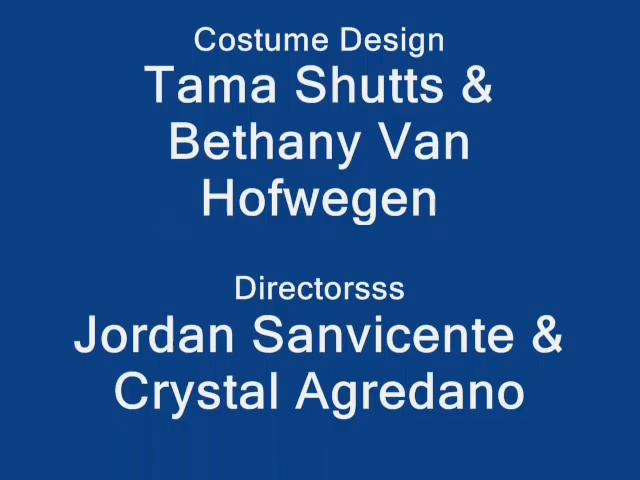 Costume Design
Tama Shutts &
Bethany Van
Hofwegen
Directorsss
Jordan Sanvicente &
Crystal Agredano